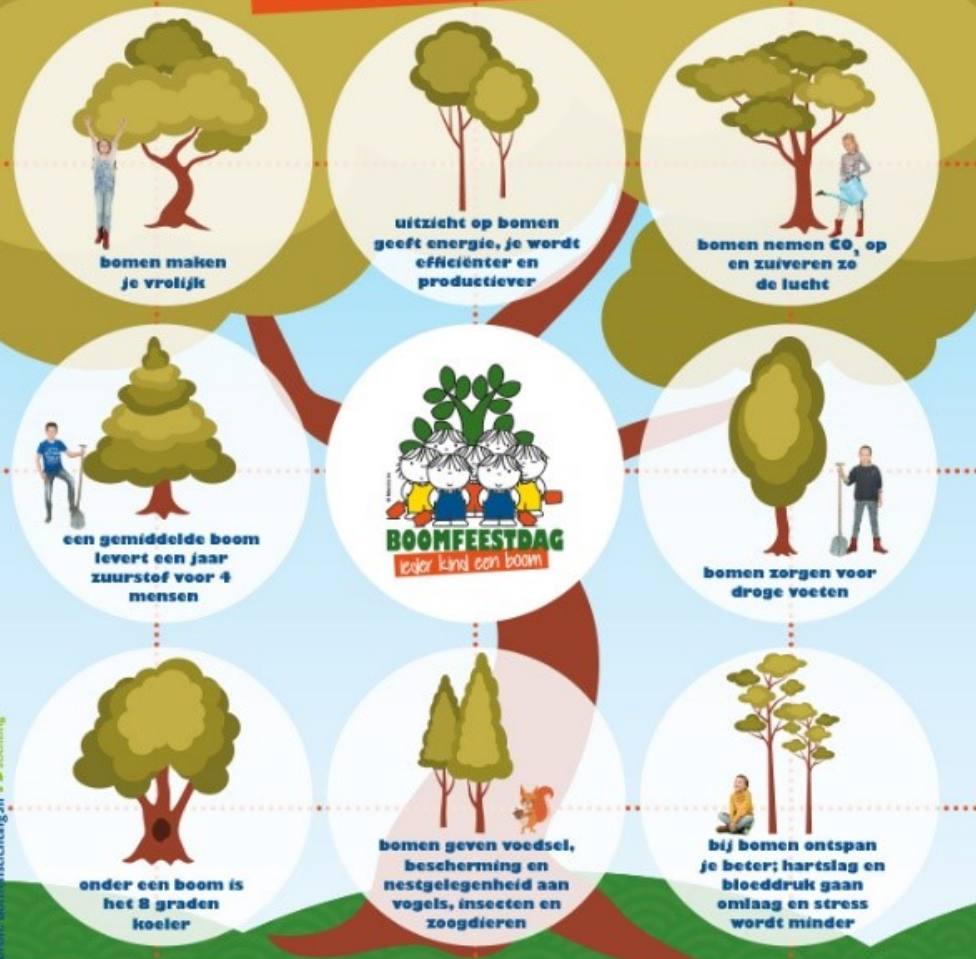 bomen maken
je vrolijk
uitzicht op bomen
geeft energie, je wordt
efficiënter en
productiever
bomen nemen CO₂ op
en zuiveren zo
de lucht
een gemiddelde boom
levert een jaar
zuurstof voor 4
mensen
BOOMFEESTDAG
ieder kind een boom
bomen zorgen voor
droge voeten
onder een boom is
het 8 graden
koeler
bomen geven voedsel,
bescherming en
nestgelegenheid aan
vogels, insecten en
zoogdieren
bij bomen ontspan
je beter; hartslag en
bloeddruk gaan
omlaag en stress
wordt minder